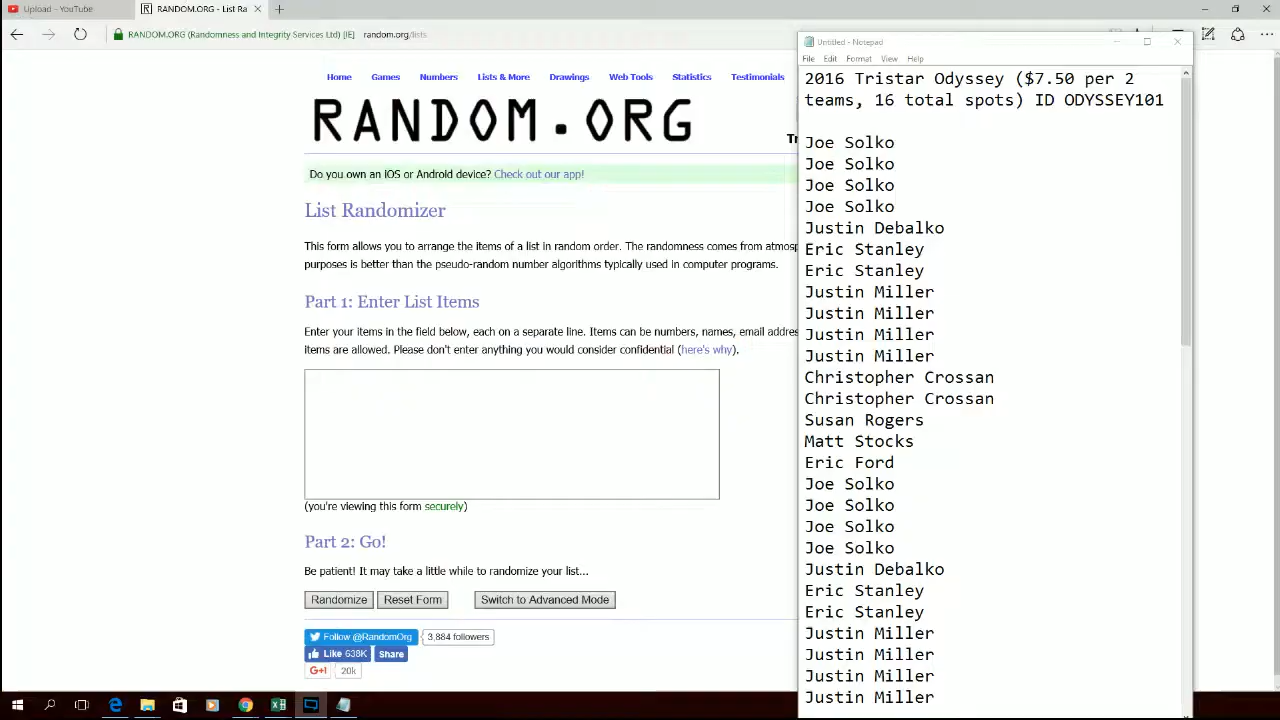 Upload - YouTube
RANDOM.ORG - List Ra
RANDOM.ORG (Randomness and Integrity Services Ltd) [IE] random.org/lists
Home Games Numbers Lists & More Drawings Web Tools Statistics Testimonials
RANDOM.ORG
Do you own an iOS or Android device? Check out our app!
List Randomizer
This form allows you to arrange the items of a list in random order. The randomness comes from atmosp
purposes is better than the pseudo-random number algorithms typically used in computer programs.
Part 1: Enter List Items
Enter your items in the field below, each on a separate line. Items can be numbers, names, email addres
items are allowed. Please don't enter anything you would consider confidential (here's why).
(you're viewing this form securely)
Part 2: Go!
Be patient! It may take a little while to randomize your list...
Randomize Reset Form Switch to Advanced Mode
Follow @RandomOrg 3,884 followers
Like 638K Share
G+1 20k
Untitled - Notepad
File Edit Format View Help
2016 Tristar Odyssey ($7.50 per 2
teams, 16 total spots) ID ODYSSEY101
Joe Solko
Joe Solko
Joe Solko
Joe Solko
Justin Debalko
Eric Stanley
Eric Stanley
Justin Miller
Justin Miller
Justin Miller
Justin Miller
Christopher Crossan
Christopher Crossan
Susan Rogers
Matt Stocks
Eric Ford
Joe Solko
Joe Solko
Joe Solko
Joe Solko
Justin Debalko
Eric Stanley
Eric Stanley
Justin Miller
Justin Miller
Justin Miller
Justin Miller